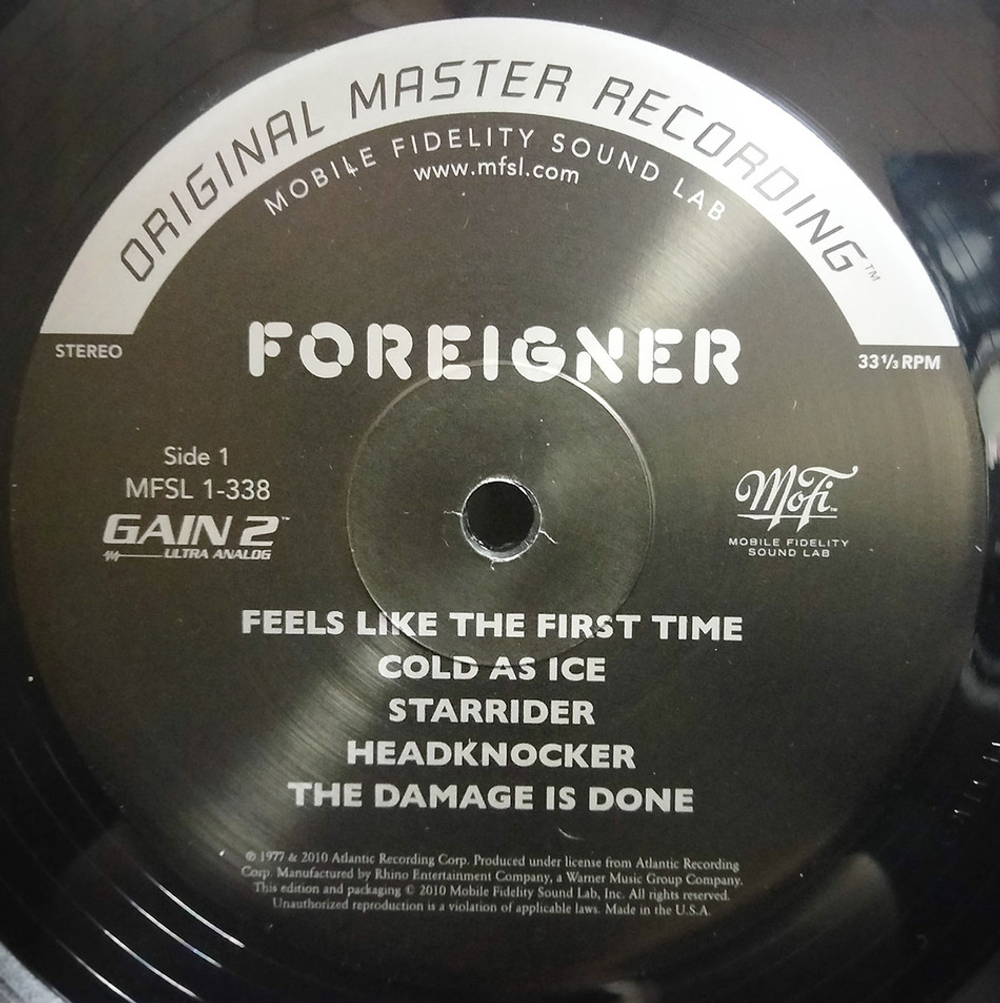 ORIGINAL MASTER RECORDING™
MOBILE FIDELITY SOUND LAB
www.mfsl.com
FOREIGNER
STEREO
33⅓ RPM
Side 1
MFSL 1-338
GAIN 2™
ULTRA ANALOG
MoFi™
MOBILE FIDELITY
SOUND LAB
FEELS LIKE THE FIRST TIME
COLD AS ICE
STARRIDER
HEADKNOCKER
THE DAMAGE IS DONE
℗ 1977 & 2010 Atlantic Recording Corp. Produced under license from Atlantic Recording
Corp. Manufactured by Rhino Entertainment Company, a Warner Music Group Company.
This edition and packaging © 2010 Mobile Fidelity Sound Lab, Inc. All rights reserved.
Unauthorized reproduction is a violation of applicable laws. Made in the U.S.A.